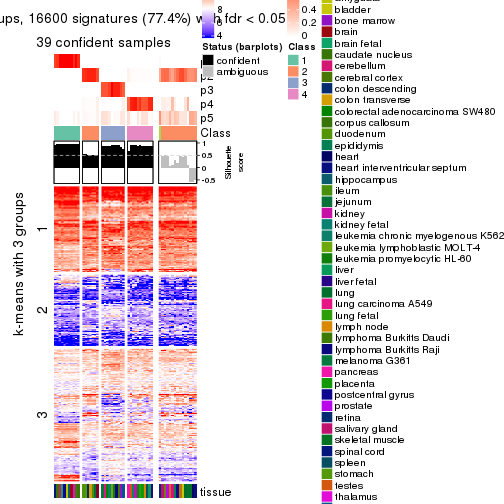 ups, 16600 signatures (77.4%) with fdr < 0.05
39 confident samples
p2
p3
p4
p5
Class
1
0.5
0
-0.5
Silhouette
score
k-means with 3 groups
1
2
3
tissue
8
6
4
Status (barplots)
confident
ambiguous
0.4
0.2
0
Class
1
2
3
4
bladder
bone marrow
brain
brain fetal
caudate nucleus
cerebellum
cerebral cortex
colon descending
colon transverse
colorectal adenocarcinoma SW480
corpus callosum
duodenum
epididymis
heart
heart interventricular septum
hippocampus
ileum
jejunum
kidney
kidney fetal
leukemia chronic myelogenous K562
leukemia lymphoblastic MOLT-4
leukemia promyelocytic HL-60
liver
liver fetal
lung
lung carcinoma A549
lung fetal
lymph node
lymphoma Burkitts Daudi
lymphoma Burkitts Raji
melanoma G361
pancreas
placenta
postcentral gyrus
prostate
retina
salivary gland
skeletal muscle
spinal cord
spleen
stomach
testes
thalamus